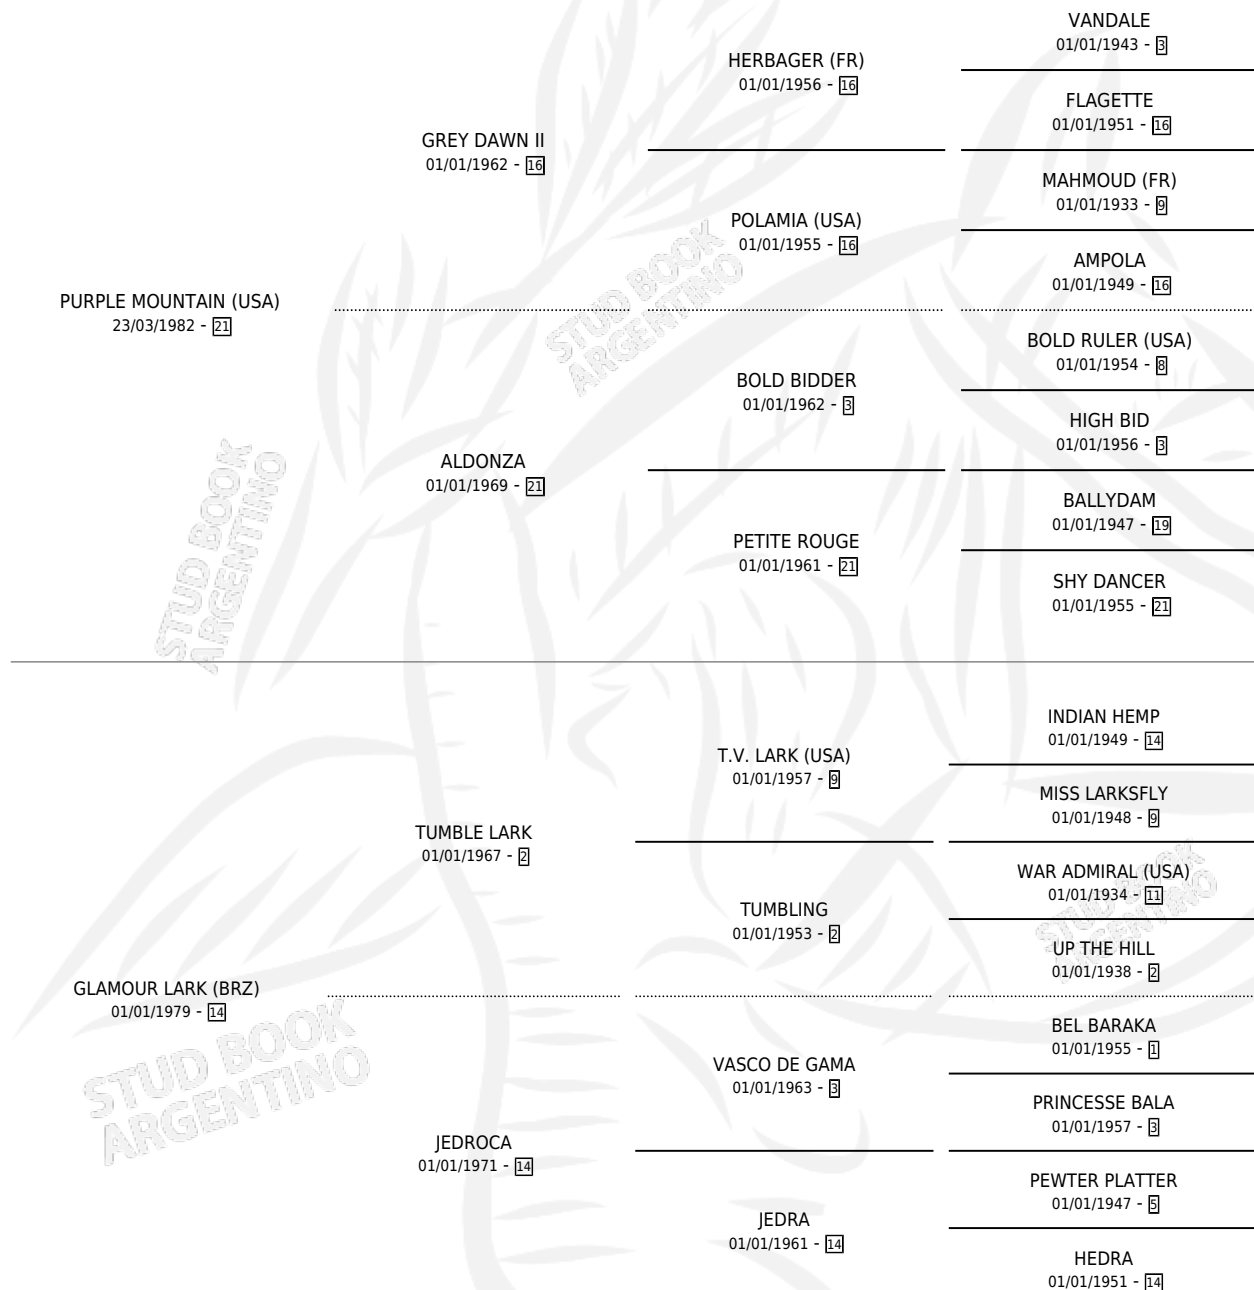 VANDALE
01/01/1943 - 3
HERBAGER (FR)
01/01/1956 - 16
FLAGETTE
01/01/1951 - 16
GREY DAWN II
01/01/1962 - 16
MAHMOUD (FR)
01/01/1933 - 9
POLAMIA (USA)
01/01/1955 - 16
AMPOLA
01/01/1949 - 16
PURPLE MOUNTAIN (USA)
23/03/1982 - 21
STUD BOOK
ARGENTINO
BOLD RULER (USA)
01/01/1954 - 8
BOLD BIDDER
01/01/1962 - 3
HIGH BID
01/01/1956 - 3
ALDONZA
01/01/1969 - 21
BALLYDAM
01/01/1947 - 19
PETITE ROUGE
01/01/1961 - 21
SHY DANCER
01/01/1955 - 21
STUD BOOK
ARGENTINO
INDIAN HEMP
01/01/1949 - 14
T.V. LARK (USA)
01/01/1957 - 9
MISS LARKSFLY
01/01/1948 - 9
TUMBLE LARK
01/01/1967 - 2
WAR ADMIRAL (USA)
01/01/1934 - 11
TUMBLING
01/01/1953 - 2
UP THE HILL
01/01/1938 - 2
STUD BOOK
ARGENTINO
GLAMOUR LARK (BRZ)
01/01/1979 - 14
BEL BARAKA
01/01/1955 - 1
VASCO DE GAMA
01/01/1963 - 3
PRINCESSE BALA
01/01/1957 - 3
STUD BOOK
ARGENTINO
JEDROCA
01/01/1971 - 14
PEWTER PLATTER
01/01/1947 - 5
JEDRA
01/01/1961 - 14
HEDRA
01/01/1951 - 14